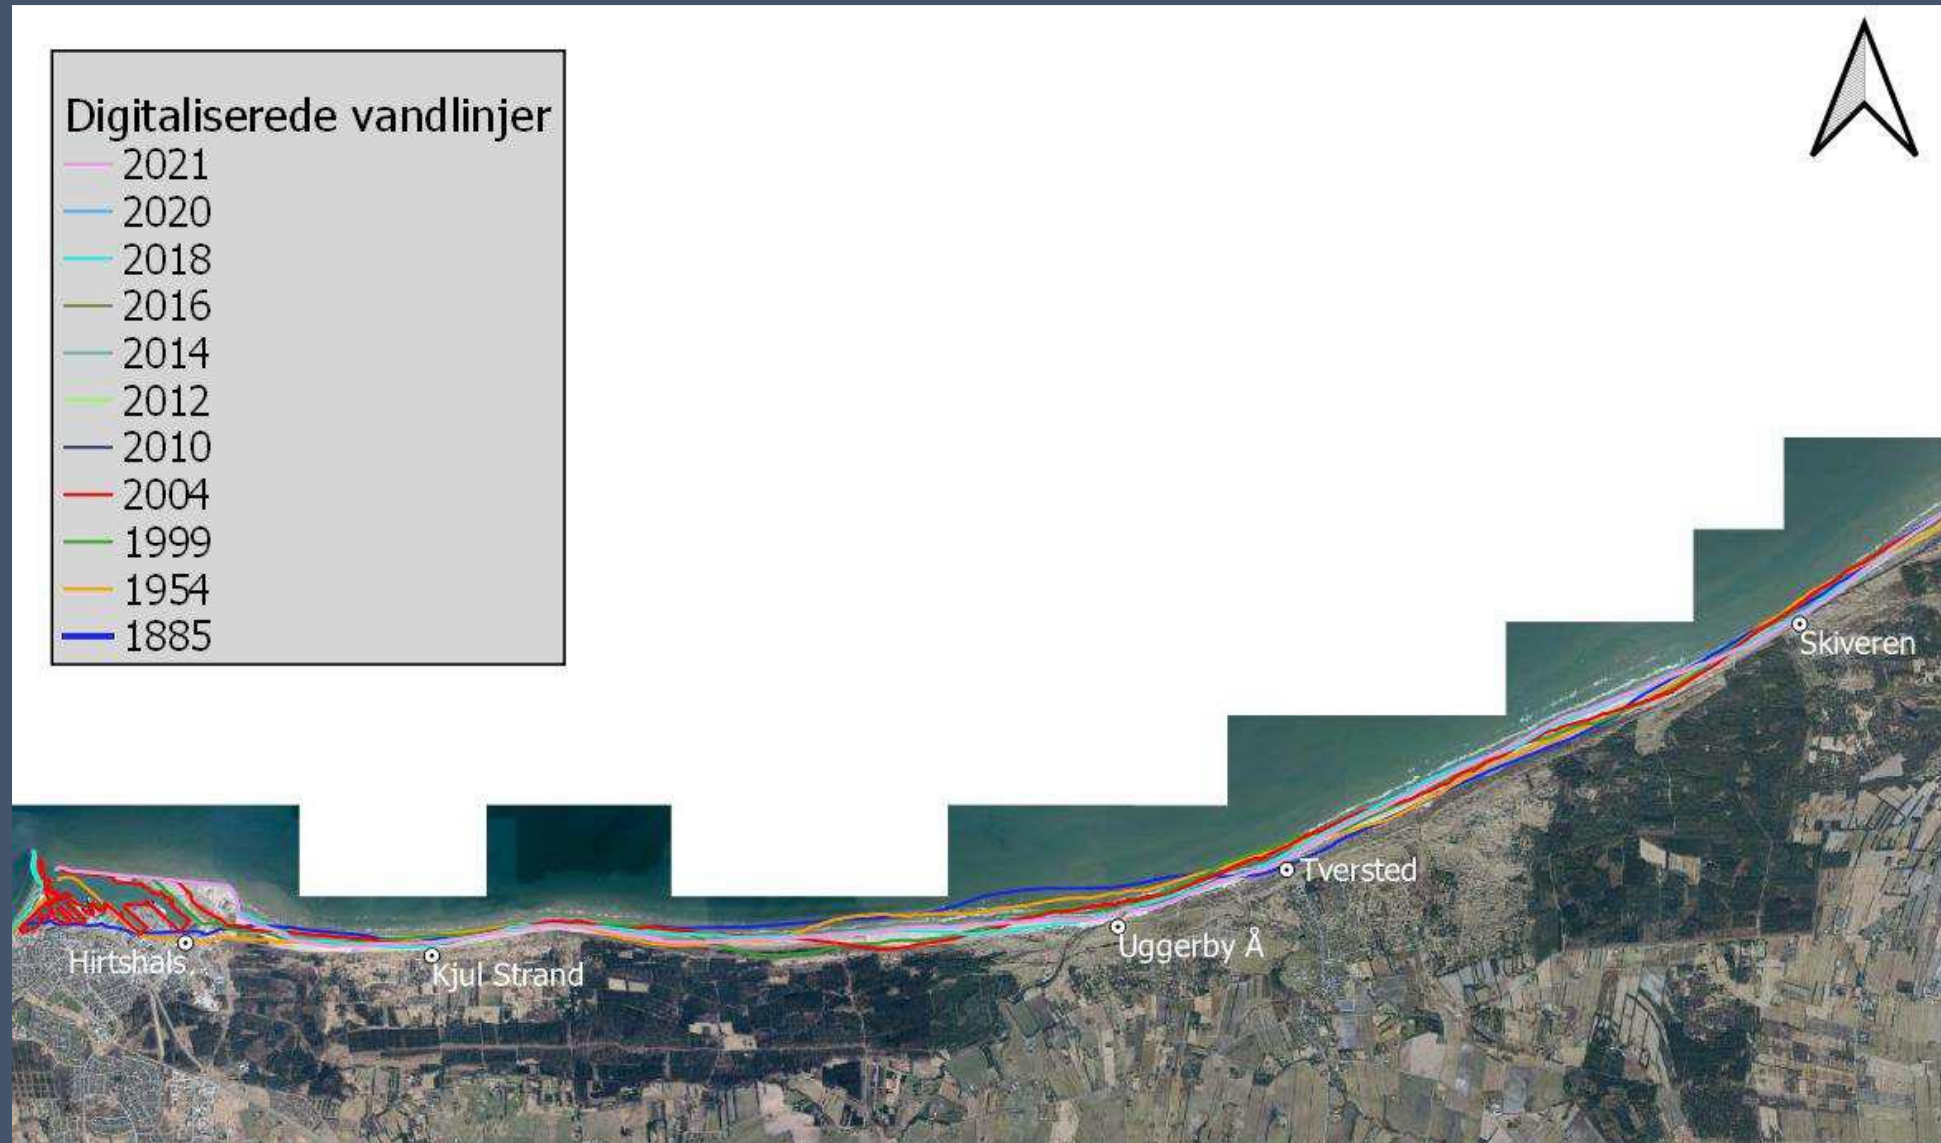 Digitaliserede vandlinjer
2021
2020
2018
2016
2014
2012
2010
2004
1999
1954
1885
Skiveren
Tversted
Uggerby Å
Hirtshals
Kjul Strand